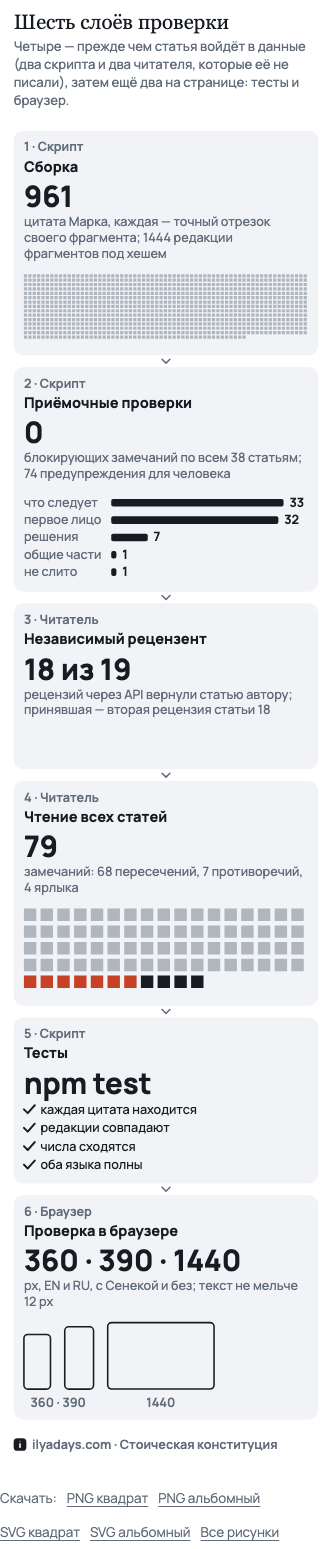 Шесть слоёв проверки
Четыре — прежде чем статья войдёт в данные
(два скрипта и два читателя, которые её не
писали), затем ещё два на странице: тесты и
браузер.
1 · Скрипт
Сборка
961
цитата Марка, каждая — точный отрезок
своего фрагмента; 1444 редакции
фрагментов под хешем
2 · Скрипт
Приёмочные проверки
0
блокирующих замечаний по всем 38 статьям;
74 предупреждения для человека
что следует 33
первое лицо 32
решения 7
общие части 1
не слито 1
3 · Читатель
Независимый рецензент
18 из 19
рецензий через API вернули статью автору;
принявшая — вторая рецензия статьи 18
4 · Читатель
Чтение всех статей
79
замечаний: 68 пересечений, 7 противоречий,
4 ярлыка
5 · Скрипт
Тесты
npm test
каждая цитата находится
редакции совпадают
числа сходятся
оба языка полны
6 · Браузер
Проверка в браузере
360 · 390 · 1440
px, EN и RU, с Сенекой и без; текст не мельче
12 px
360 · 390 1440
ilyadays.com · Стоическая конституция
Скачать: PNG квадрат PNG альбомный
SVG квадрат SVG альбомный Все рисунки